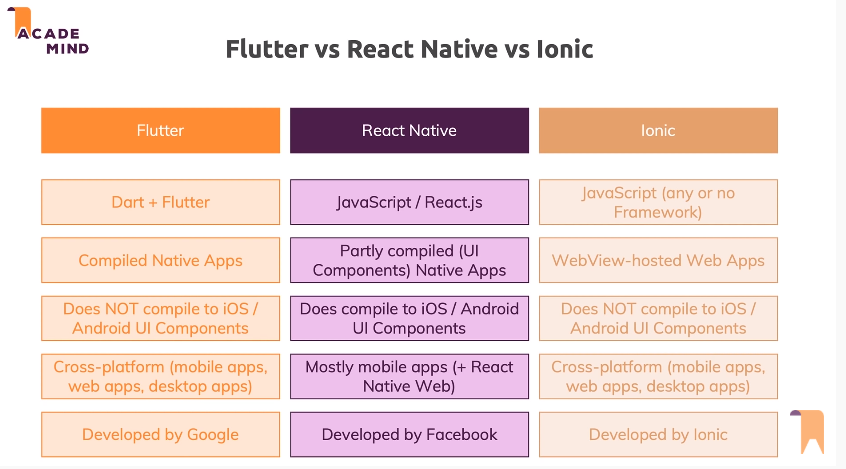 ACADE
MIND
Flutter vs React Native vs Ionic
Flutter
React Native
Ionic
Dart + Flutter
JavaScript / React.js
JavaScript (any or no
Framework)
Compiled Native Apps
Partly compiled (UI
Components) Native Apps
WebView-hosted Web Apps
Does NOT compile to iOS /
Android UI Components
Does compile to iOS / Android
UI Components
Does NOT compile to iOS /
Android UI Components
Cross-platform (mobile apps,
web apps, desktop apps)
Mostly mobile apps (+ React
Native Web)
Cross-platform (mobile apps,
web apps, desktop apps)
Developed by Google
Developed by Facebook
Developed by Ionic